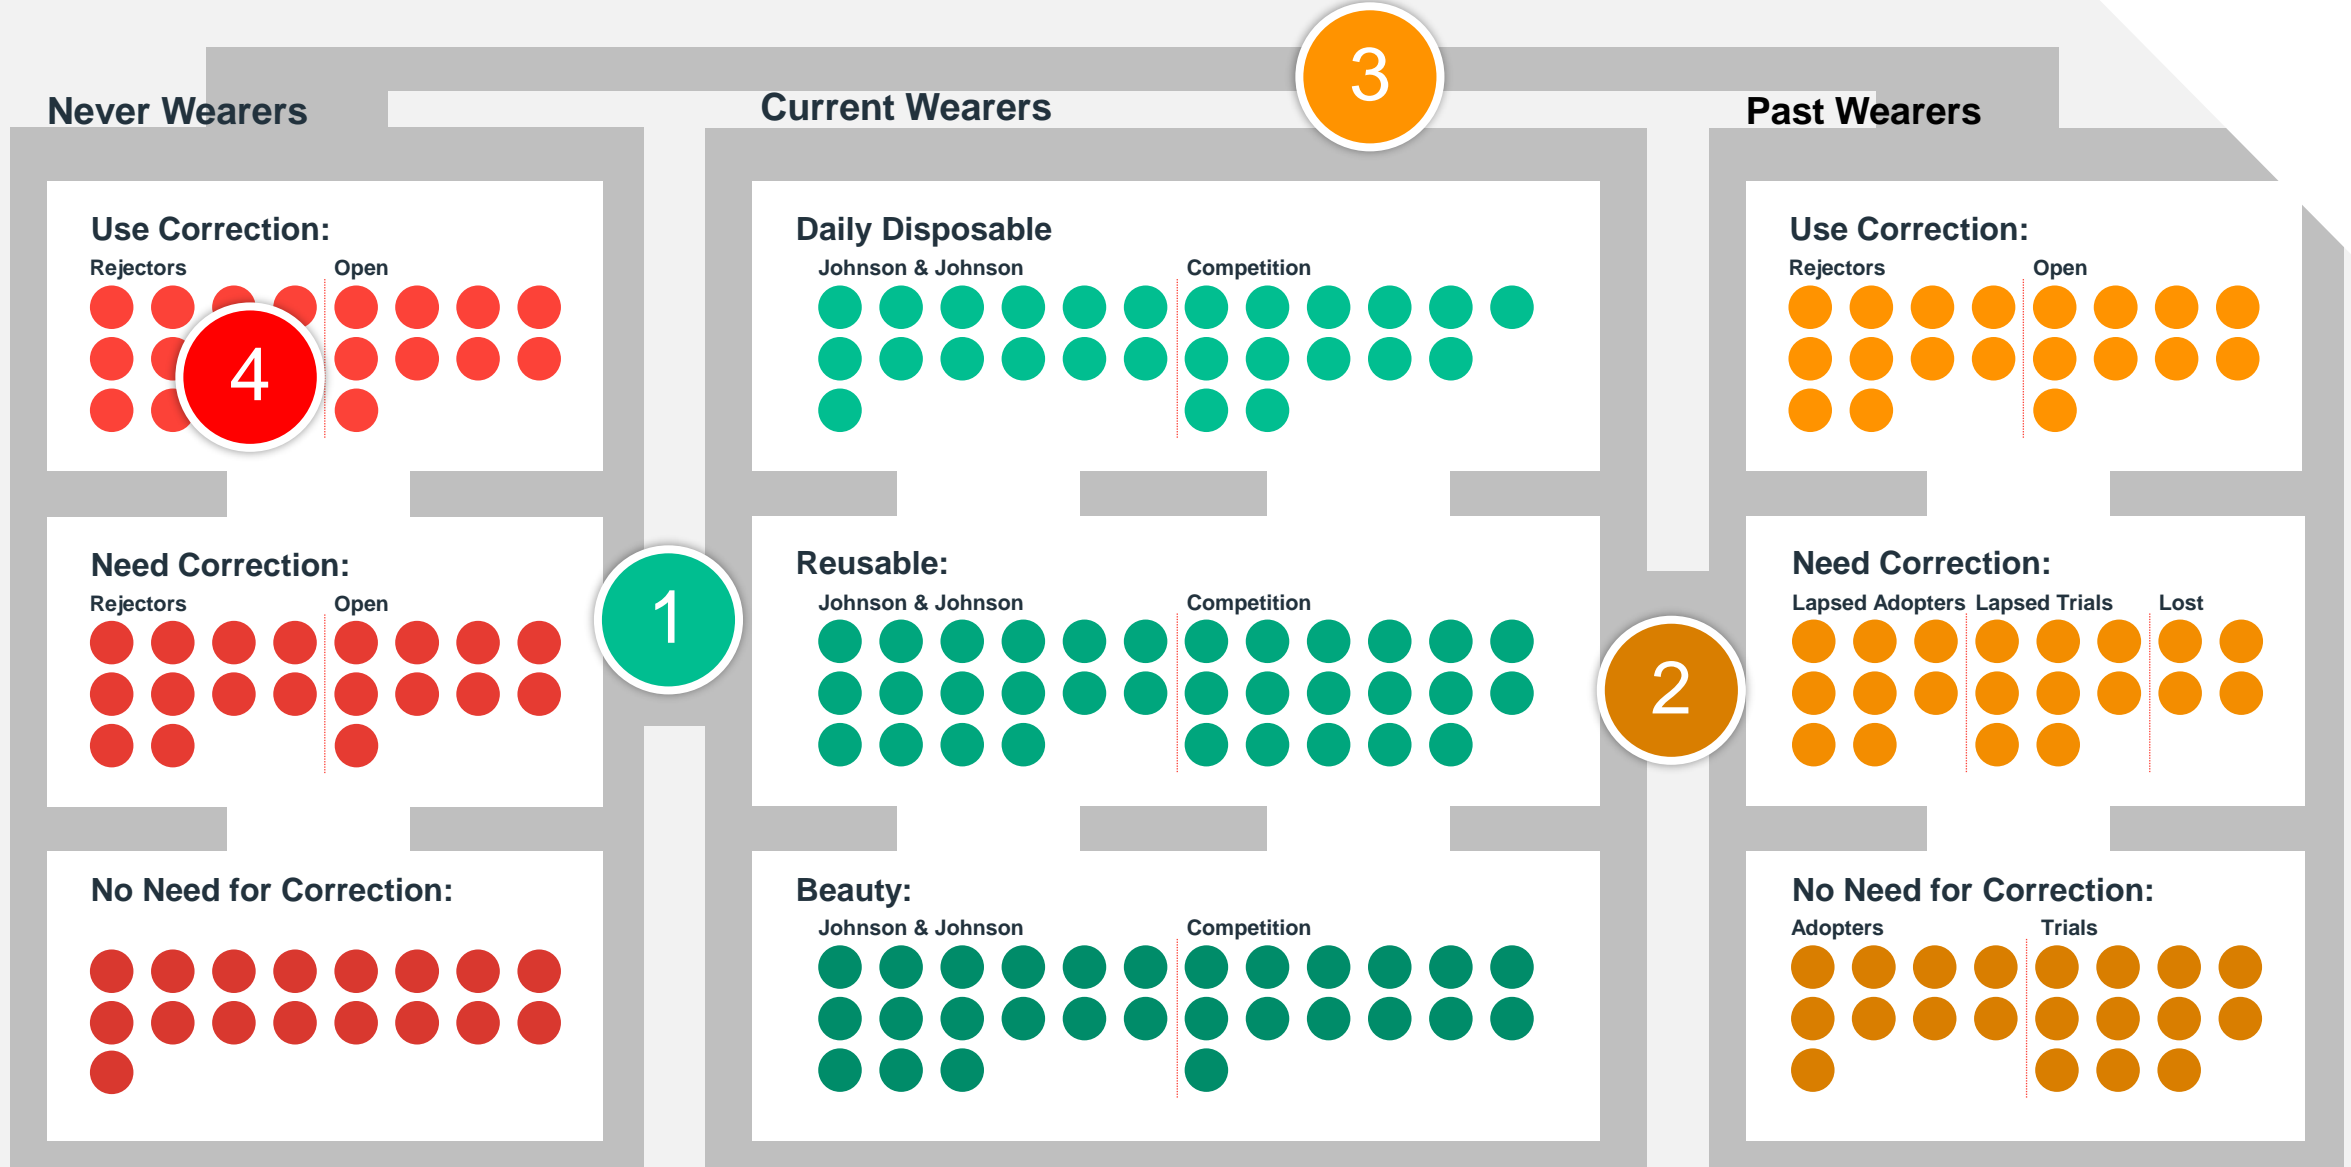 3
Never Wearers
Current Wearers
Past Wearers
Use Correction:
Rejectors Open
4
Need Correction:
Rejectors Open
No Need for Correction:
1
Daily Disposable
Johnson & Johnson Competition
Reusable:
Johnson & Johnson Competition
Beauty:
Johnson & Johnson Competition
2
Use Correction:
Rejectors Open
Need Correction:
Lapsed Adopters Lapsed Trials Lost
No Need for Correction:
Adopters Trials